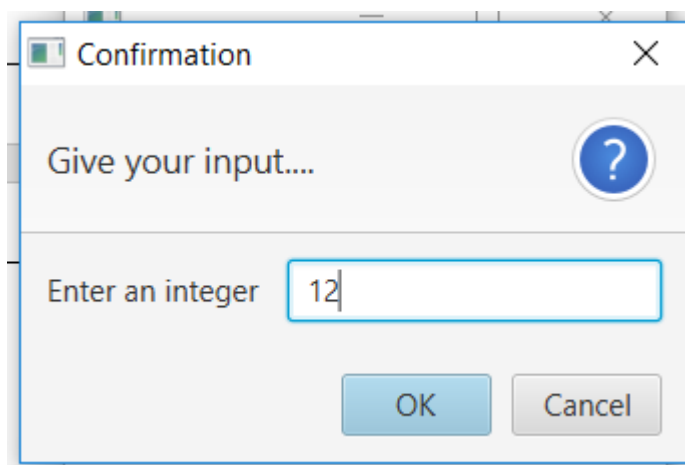 Confirmation
Give your input....
?
Enter an integer 12
OK Cancel